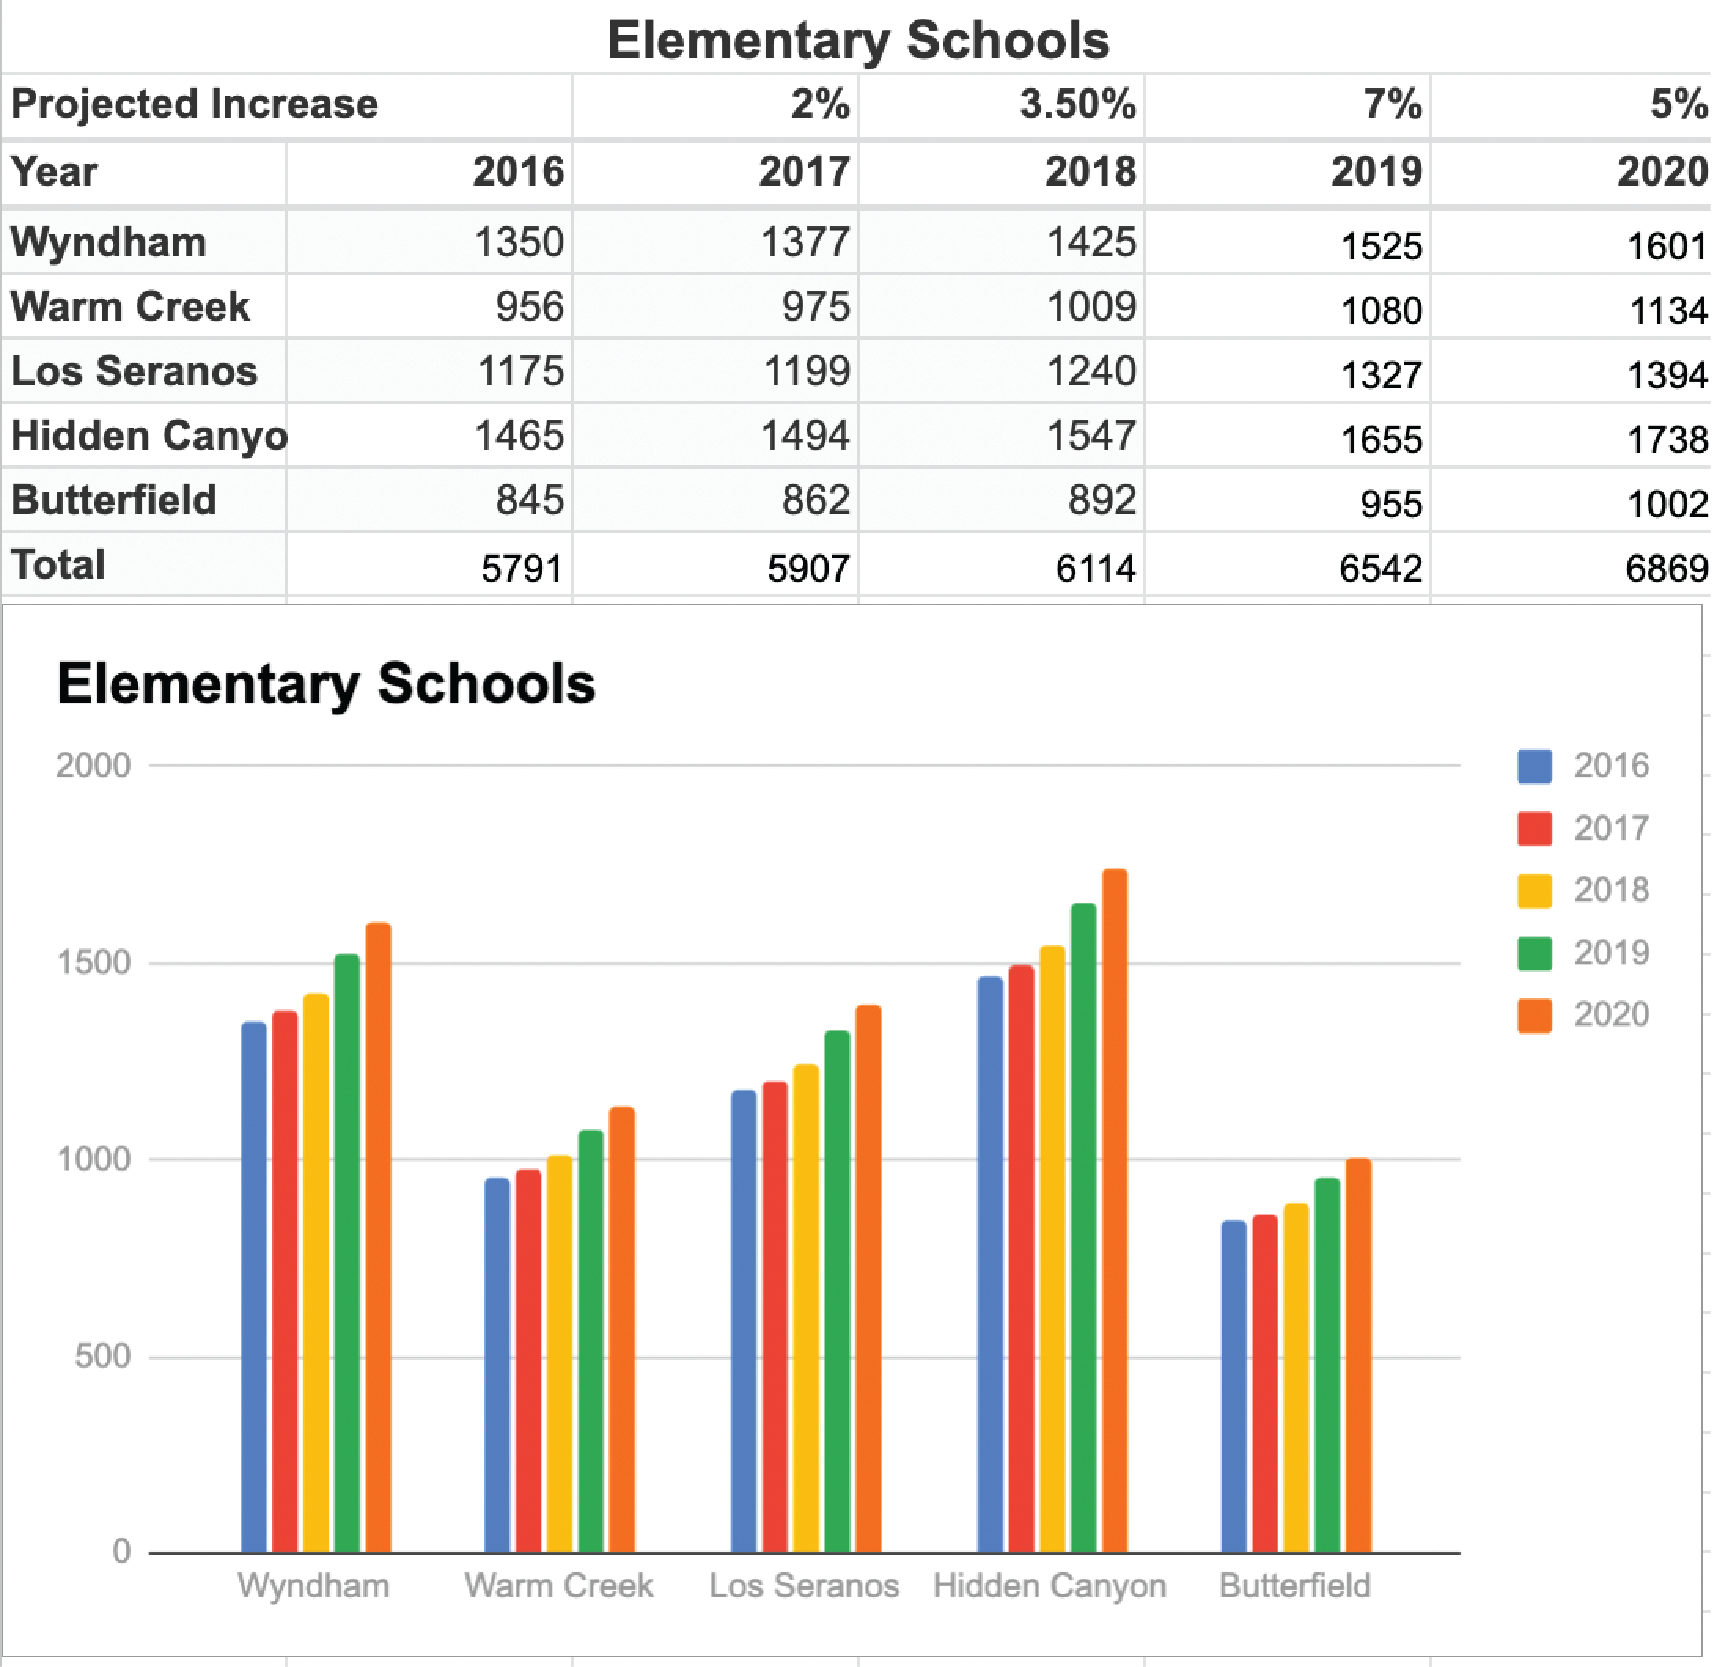 Elementary Schools
Projected Increase 2% 3.50% 7% 5%
Year 2016 2017 2018 2019 2020
Wyndham 1350 1377 1425 1525 1601
Warm Creek 956 975 1009 1080 1134
Los Seranos 1175 1199 1240 1327 1394
Hidden Canyo 1465 1494 1547 1655 1738
Butterfield 845 862 892 955 1002
Total 5791 5907 6114 6542 6869
Elementary Schools
2000
1500
1000
500
0
Wyndham Warm Creek Los Seranos Hidden Canyon Butterfield
2016
2017
2018
2019
2020